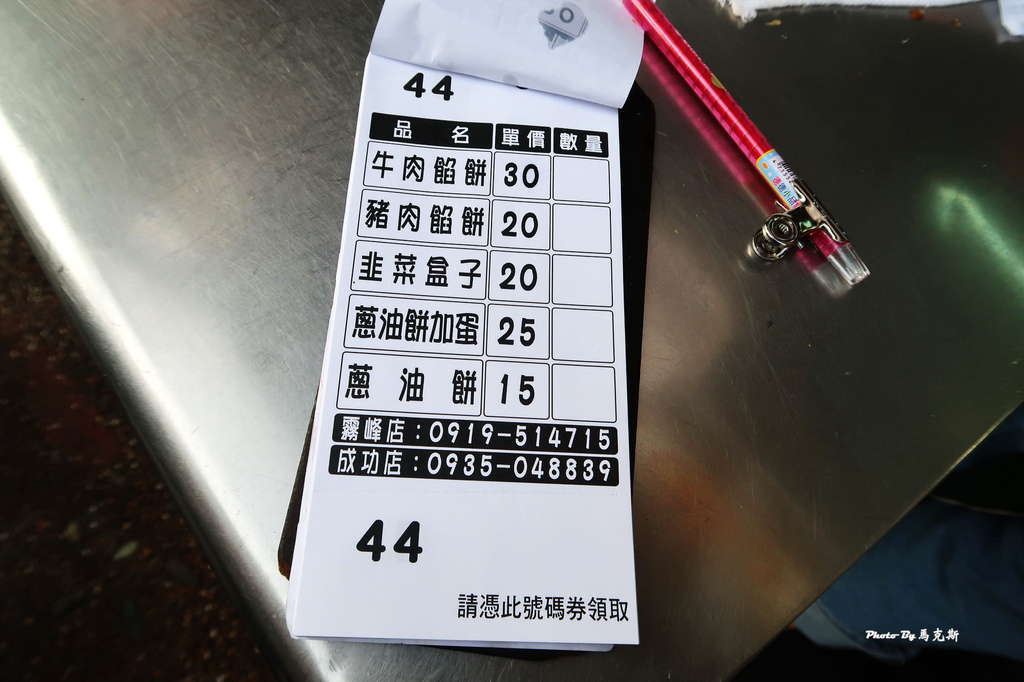 44
品名 單價 數量
牛肉餡餅 30
豬肉餡餅 20
韭菜盒子 20
蔥油餅加蛋 25
蔥油餅 15
霧峰店：0919-514715
成功店：0935-048839
44
請憑此號碼券領取
Photo By 馬克斯